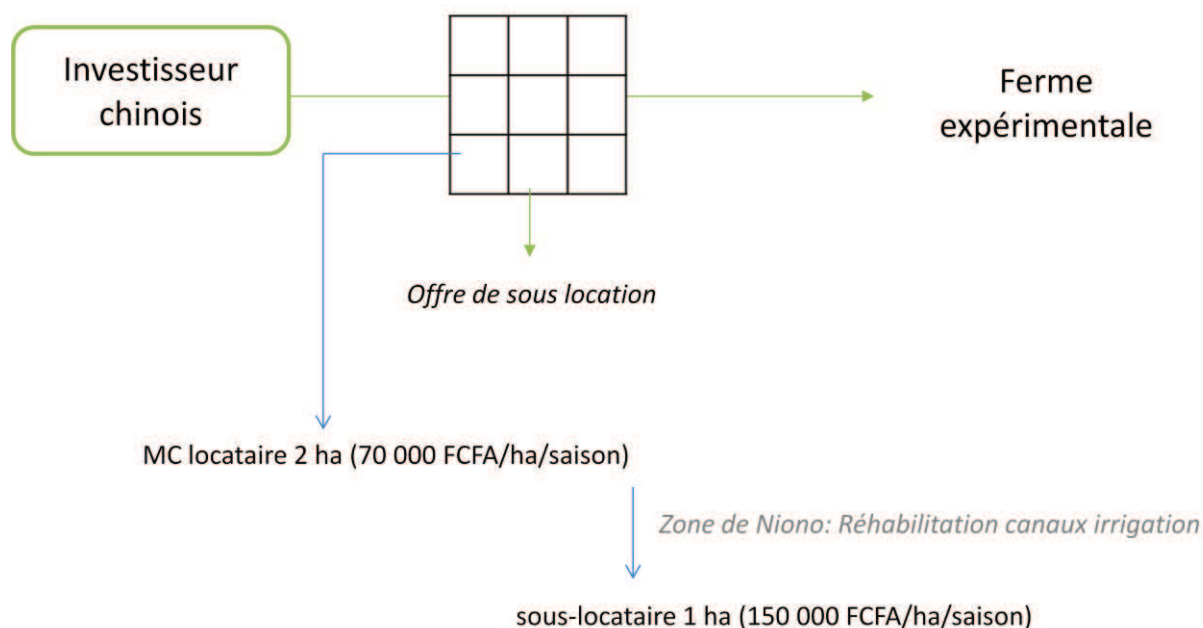 Investisseur
chinois
Ferme
expérimentale
Offre de sous location
MC locataire 2 ha (70 000 FCFA/ha/saison)
Zone de Niono: Réhabilitation canaux irrigation
sous-locataire 1 ha (150 000 FCFA/ha/saison)